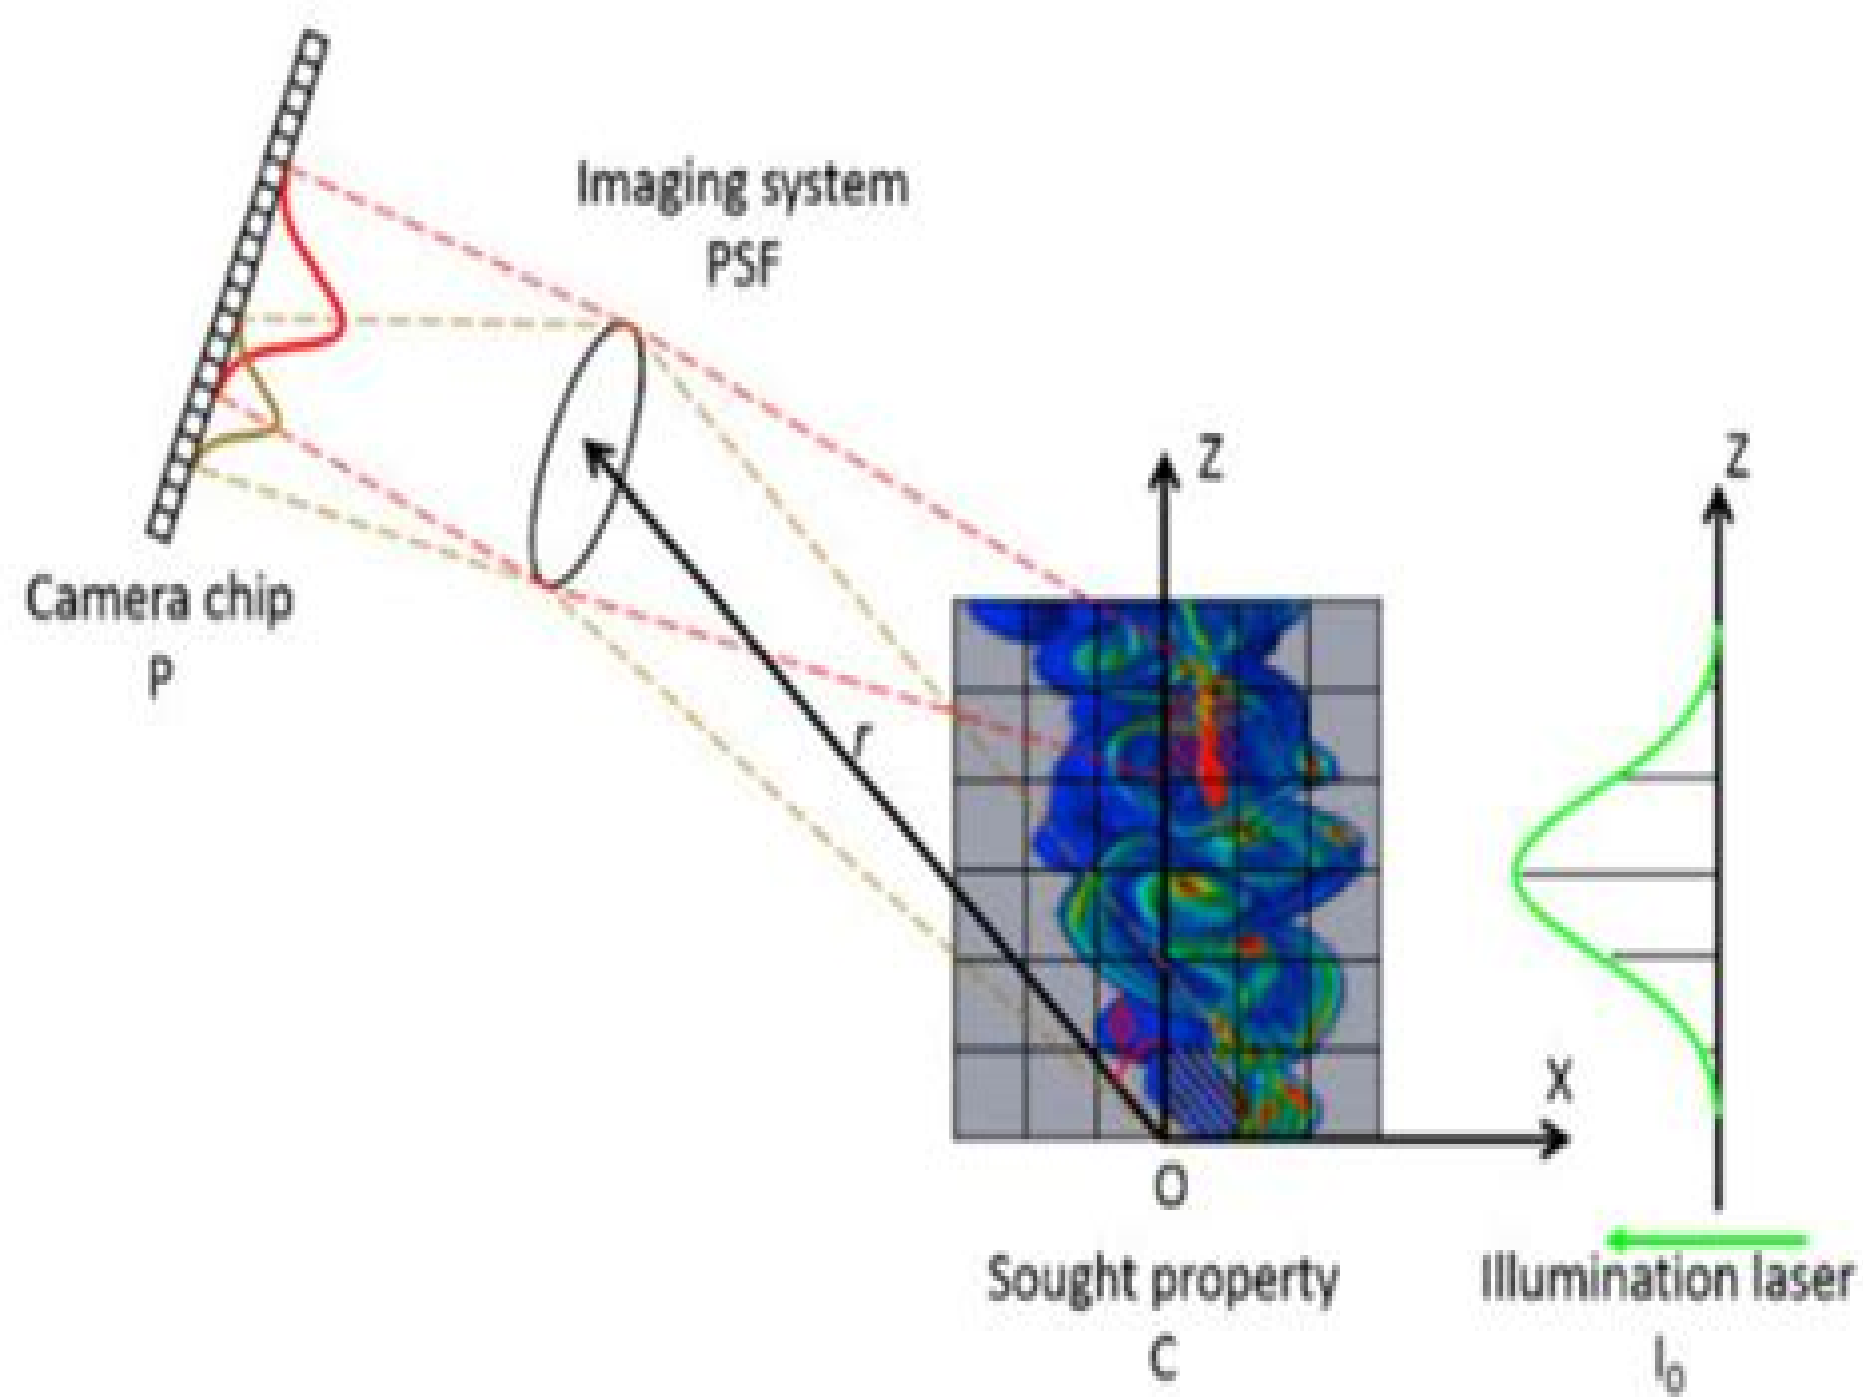 Imaging system
PSF
Camera chip
P
r
Z
Z
X
O
Sought property
C
Illumination laser
I₀